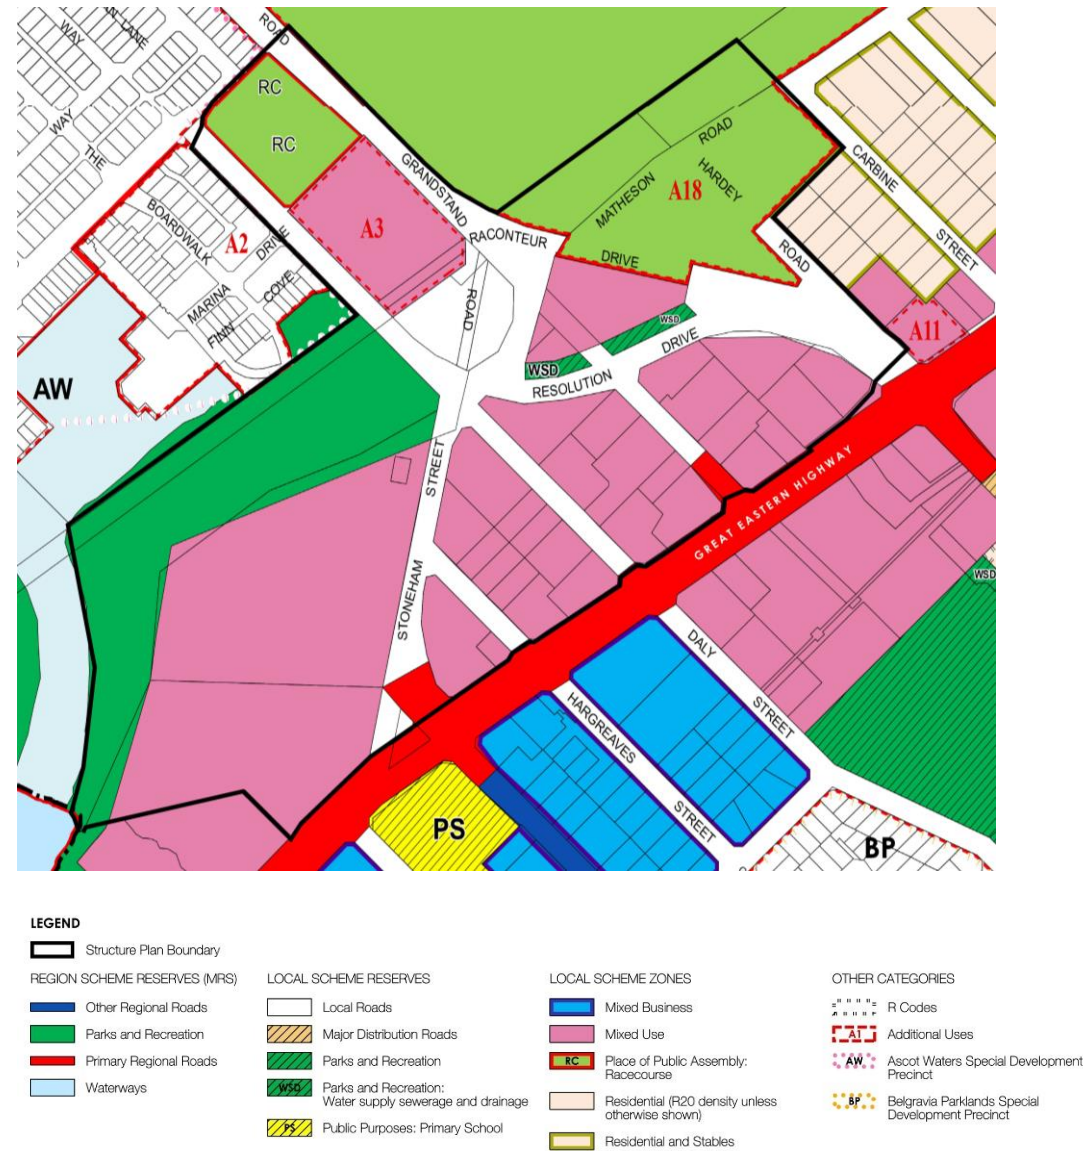 AN LANE
WAY
ROAD
RC
WAY
RC
THE
GRANDSTAND
ROAD
CARBINE
MATHESON
HARDEY
A18
BOARDWALK
A2
DRIVE
A3
RACONTEUR
STREET
DRIVE
ROAD
MARINA
COVE
FINN
ROAD
WSD
A11
DRIVE
WSD
RESOLUTION
AW
STREET
GREAT EASTERN HIGHWAY
STONEHAM
WSD
DALY
HARGREAVES
STREET
STREET
PS
BP
LEGEND
Structure Plan Boundary
REGION SCHEME RESERVES (MRS)
Other Regional Roads
Parks and Recreation
Primary Regional Roads
Waterways
LOCAL SCHEME RESERVES
Local Roads
Major Distribution Roads
Parks and Recreation
WSD
Parks and Recreation:
Water supply sewerage and drainage
PS
Public Purposes: Primary School
LOCAL SCHEME ZONES
Mixed Business
Mixed Use
RC
Place of Public Assembly:
Racecourse
Residential (R20 density unless
otherwise shown)
Residential and Stables
OTHER CATEGORIES
R Codes
A1
Additional Uses
AW
Ascot Waters Special Development
Precinct
BP
Belgravia Parklands Special
Development Precinct